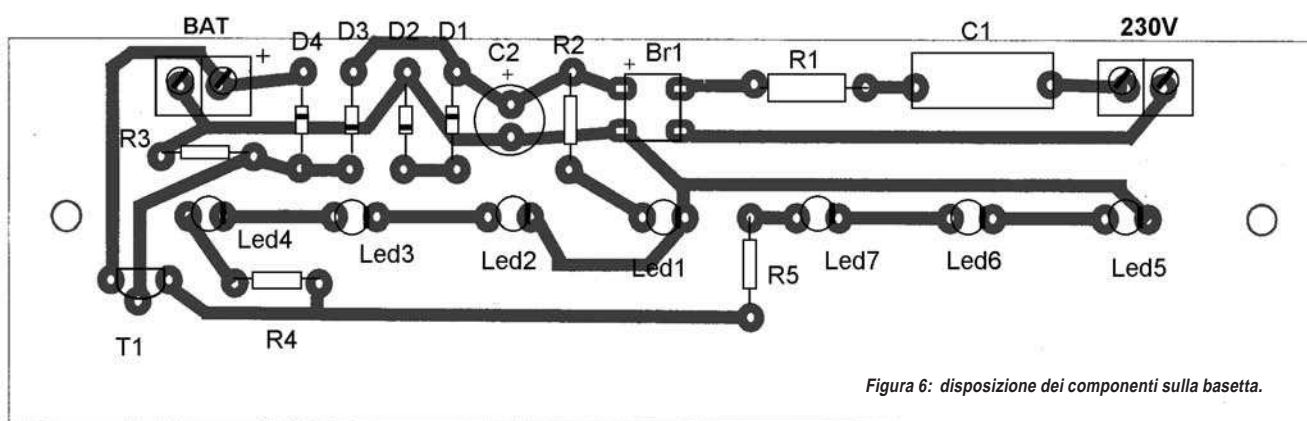 BAT
D4
D3
D2
D1
C2
R2
Br1
R1
C1
230V
+
+
+
R3
Led4
Led3
Led2
Led1
R5
Led7
Led6
Led5
T1
R4
Figura 6: disposizione dei componenti sulla basetta.